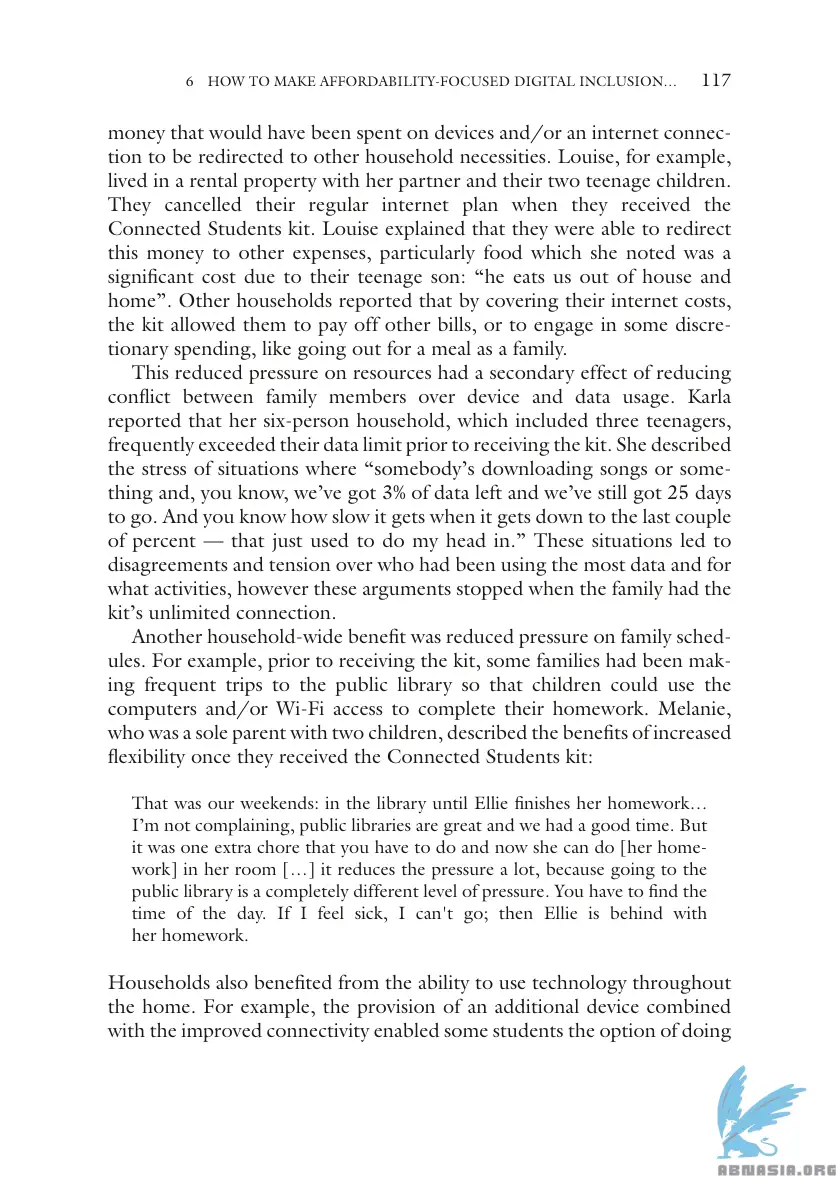 6 HOW TO MAKE AFFORDABILITY-FOCUSED DIGITAL INCLUSION… 117
money that would have been spent on devices and/or an internet connec-
tion to be redirected to other household necessities. Louise, for example,
lived in a rental property with her partner and their two teenage children.
They cancelled their regular internet plan when they received the
Connected Students kit. Louise explained that they were able to redirect
this money to other expenses, particularly food which she noted was a
significant cost due to their teenage son: “he eats us out of house and
home”. Other households reported that by covering their internet costs,
the kit allowed them to pay off other bills, or to engage in some discre-
tionary spending, like going out for a meal as a family.
This reduced pressure on resources had a secondary effect of reducing
conflict between family members over device and data usage. Karla
reported that her six-person household, which included three teenagers,
frequently exceeded their data limit prior to receiving the kit. She described
the stress of situations where “somebody’s downloading songs or some-
thing and, you know, we’ve got 3% of data left and we’ve still got 25 days
to go. And you know how slow it gets when it gets down to the last couple
of percent — that just used to do my head in.” These situations led to
disagreements and tension over who had been using the most data and for
what activities, however these arguments stopped when the family had the
kit’s unlimited connection.
Another household-wide benefit was reduced pressure on family sched-
ules. For example, prior to receiving the kit, some families had been mak-
ing frequent trips to the public library so that children could use the
computers and/or Wi-Fi access to complete their homework. Melanie,
who was a sole parent with two children, described the benefits of increased
flexibility once they received the Connected Students kit:
That was our weekends: in the library until Ellie finishes her homework…
I’m not complaining, public libraries are great and we had a good time. But
it was one extra chore that you have to do and now she can do [her home-
work] in her room […] it reduces the pressure a lot, because going to the
public library is a completely different level of pressure. You have to find the
time of the day. If I feel sick, I can't go; then Ellie is behind with
her homework.
Households also benefited from the ability to use technology throughout
the home. For example, the provision of an additional device combined
with the improved connectivity enabled some students the option of doing
ABNASIA.ORG